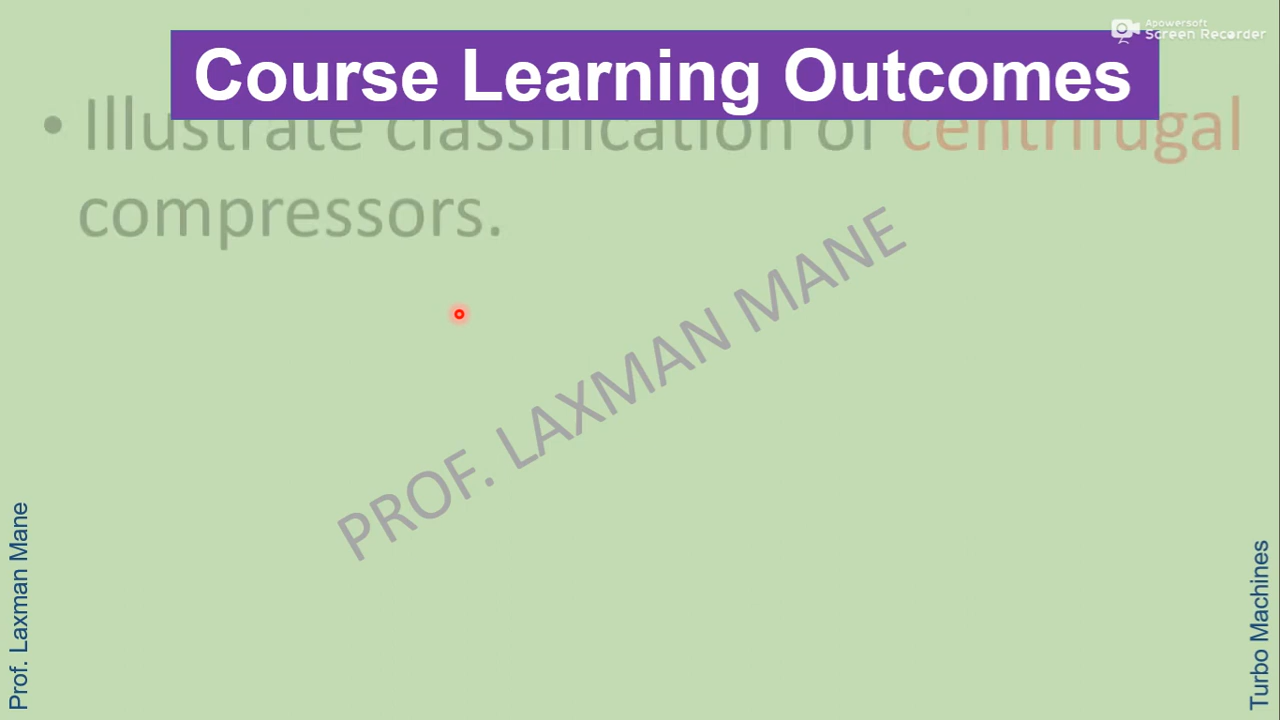 Apowersoft
Screen Recorder
Course Learning Outcomes
• Illustrate classification of centrifugal
compressors.
PROF. LAXMAN MANE
Prof. Laxman Mane
Turbo Machines